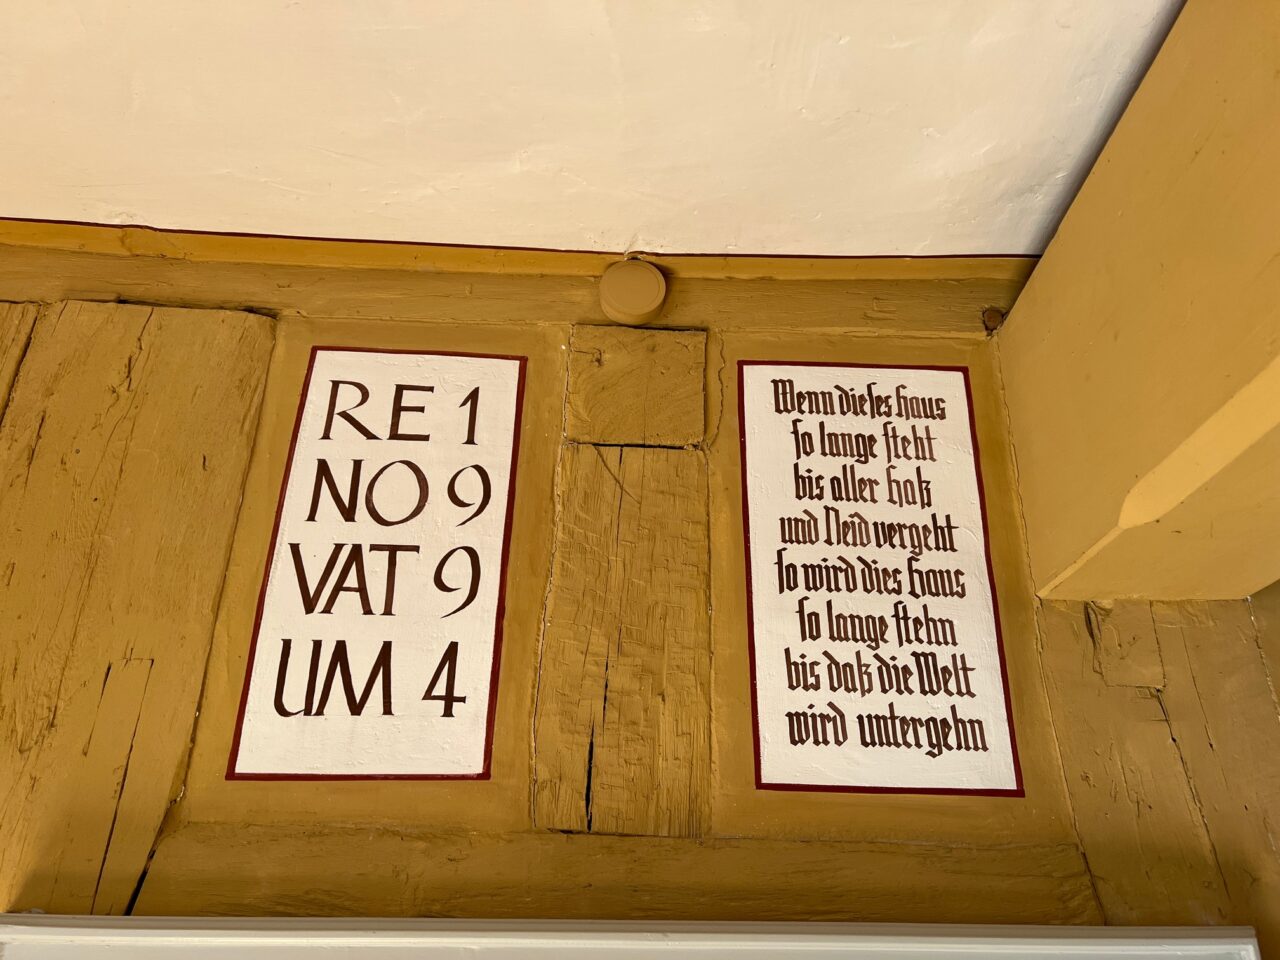 RE 1
NO 9
VAT 9
UM 4
Wenn dieses Haus
so lange steht
bis aller Haß
und Neid vergeht
so wird dies Haus
so lange stehn
bis daß die Welt
wird untergehn